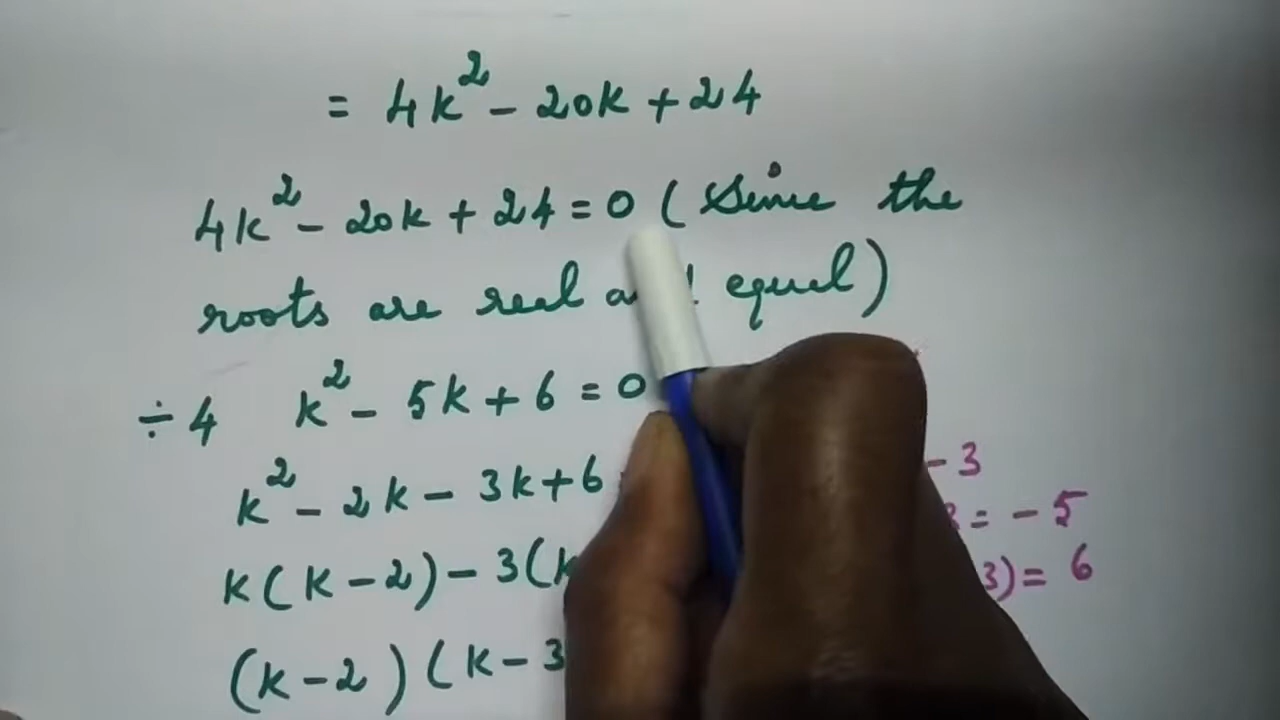 = 4k² - 20k + 24
4k² - 20k + 24 = 0 (Since the
roots are real equal)
÷ 4 k² - 5k + 6 = 0
k² - 2k - 3k + 6
- 3
= - 5
k(k - 2) - 3(k
3) = 6
(k - 2) (k - 3